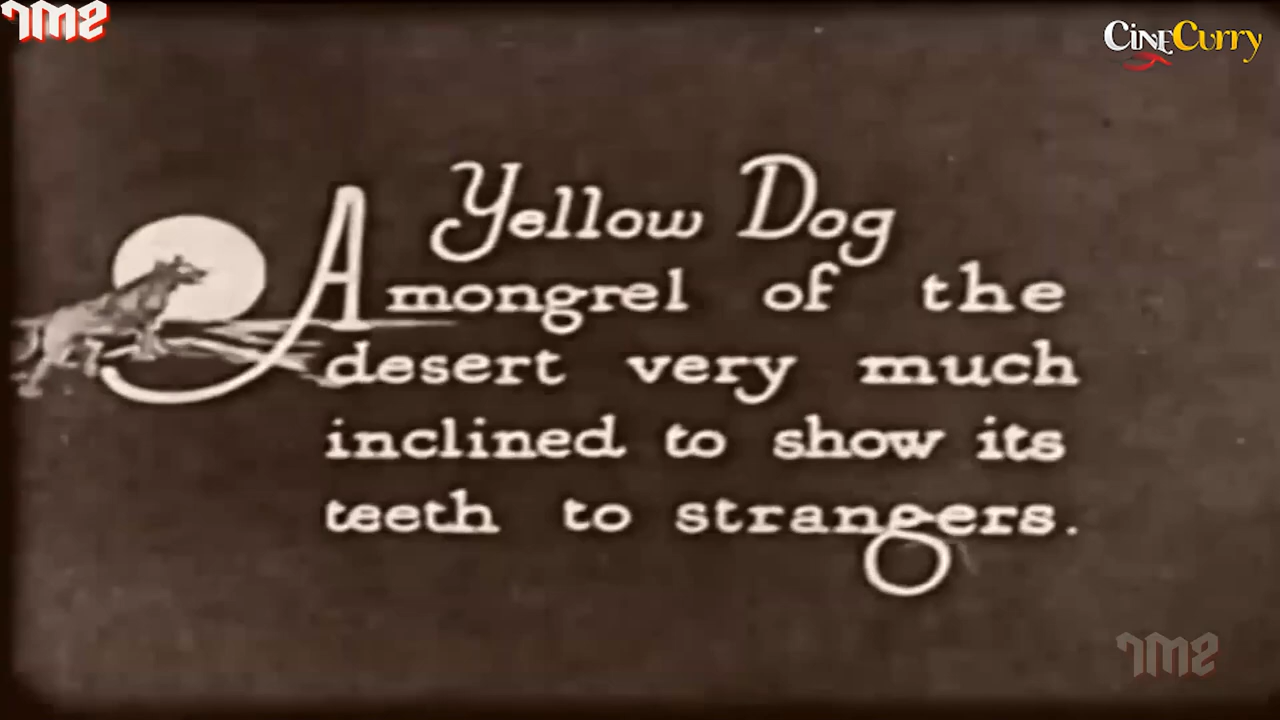 CineCurry
Yellow Dog
A mongrel of the
desert very much
inclined to show its
teeth to strangers.